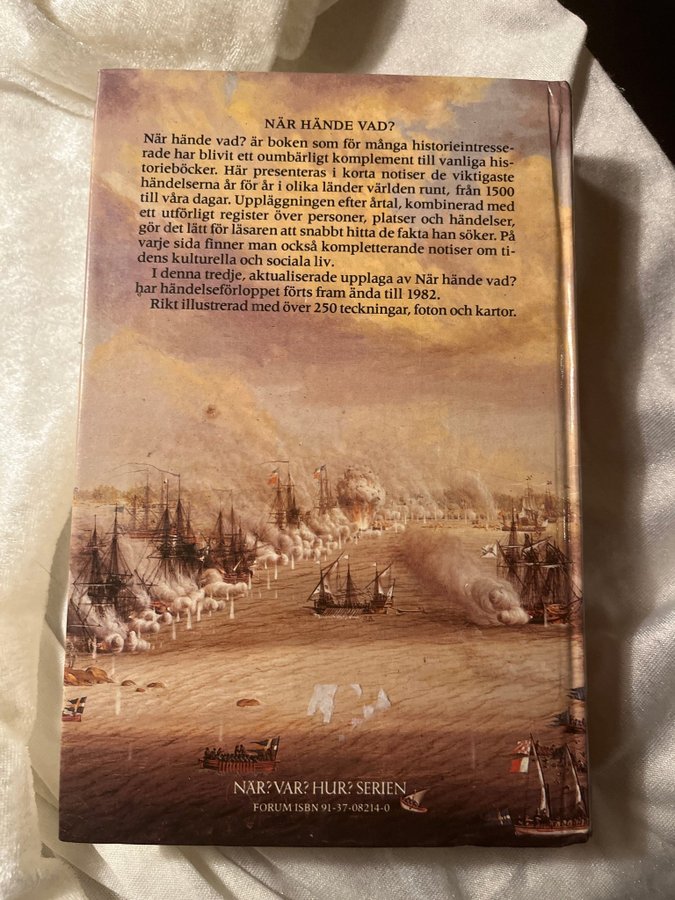 NÄR HÄNDE VAD?
När hände vad? är boken som för många historieintresse-
rade har blivit ett oumbärligt komplement till vanliga his-
torieböcker. Här presenteras i korta notiser de viktigaste
händelserna år för år i olika länder världen runt, från 1500
till våra dagar. Uppläggningen efter årtal, kombinerad med
ett utförligt register över personer, platser och händelser,
gör det lätt för läsaren att snabbt hitta de fakta han söker. På
varje sida finner man också kompletterande notiser om ti-
dens kulturella och sociala liv.
I denna tredje, aktualiserade upplaga av När hände vad?
har händelseförloppet förts fram ända till 1982.
Rikt illustrerad med över 250 teckningar, foton och kartor.
NÄR? VAR? HUR? SERIEN
FORUM ISBN 91-37-08214-0